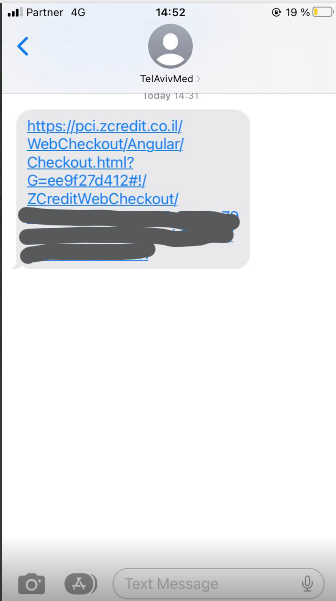 Partner 4G 14:52 19 %
TelAvivMed
Today 14:31
https://pci.zcredit.co.il/
WebCheckout/Angular/
Checkout.html?
G=ee9f27d412#!/
ZCreditWebCheckout/
Text Message